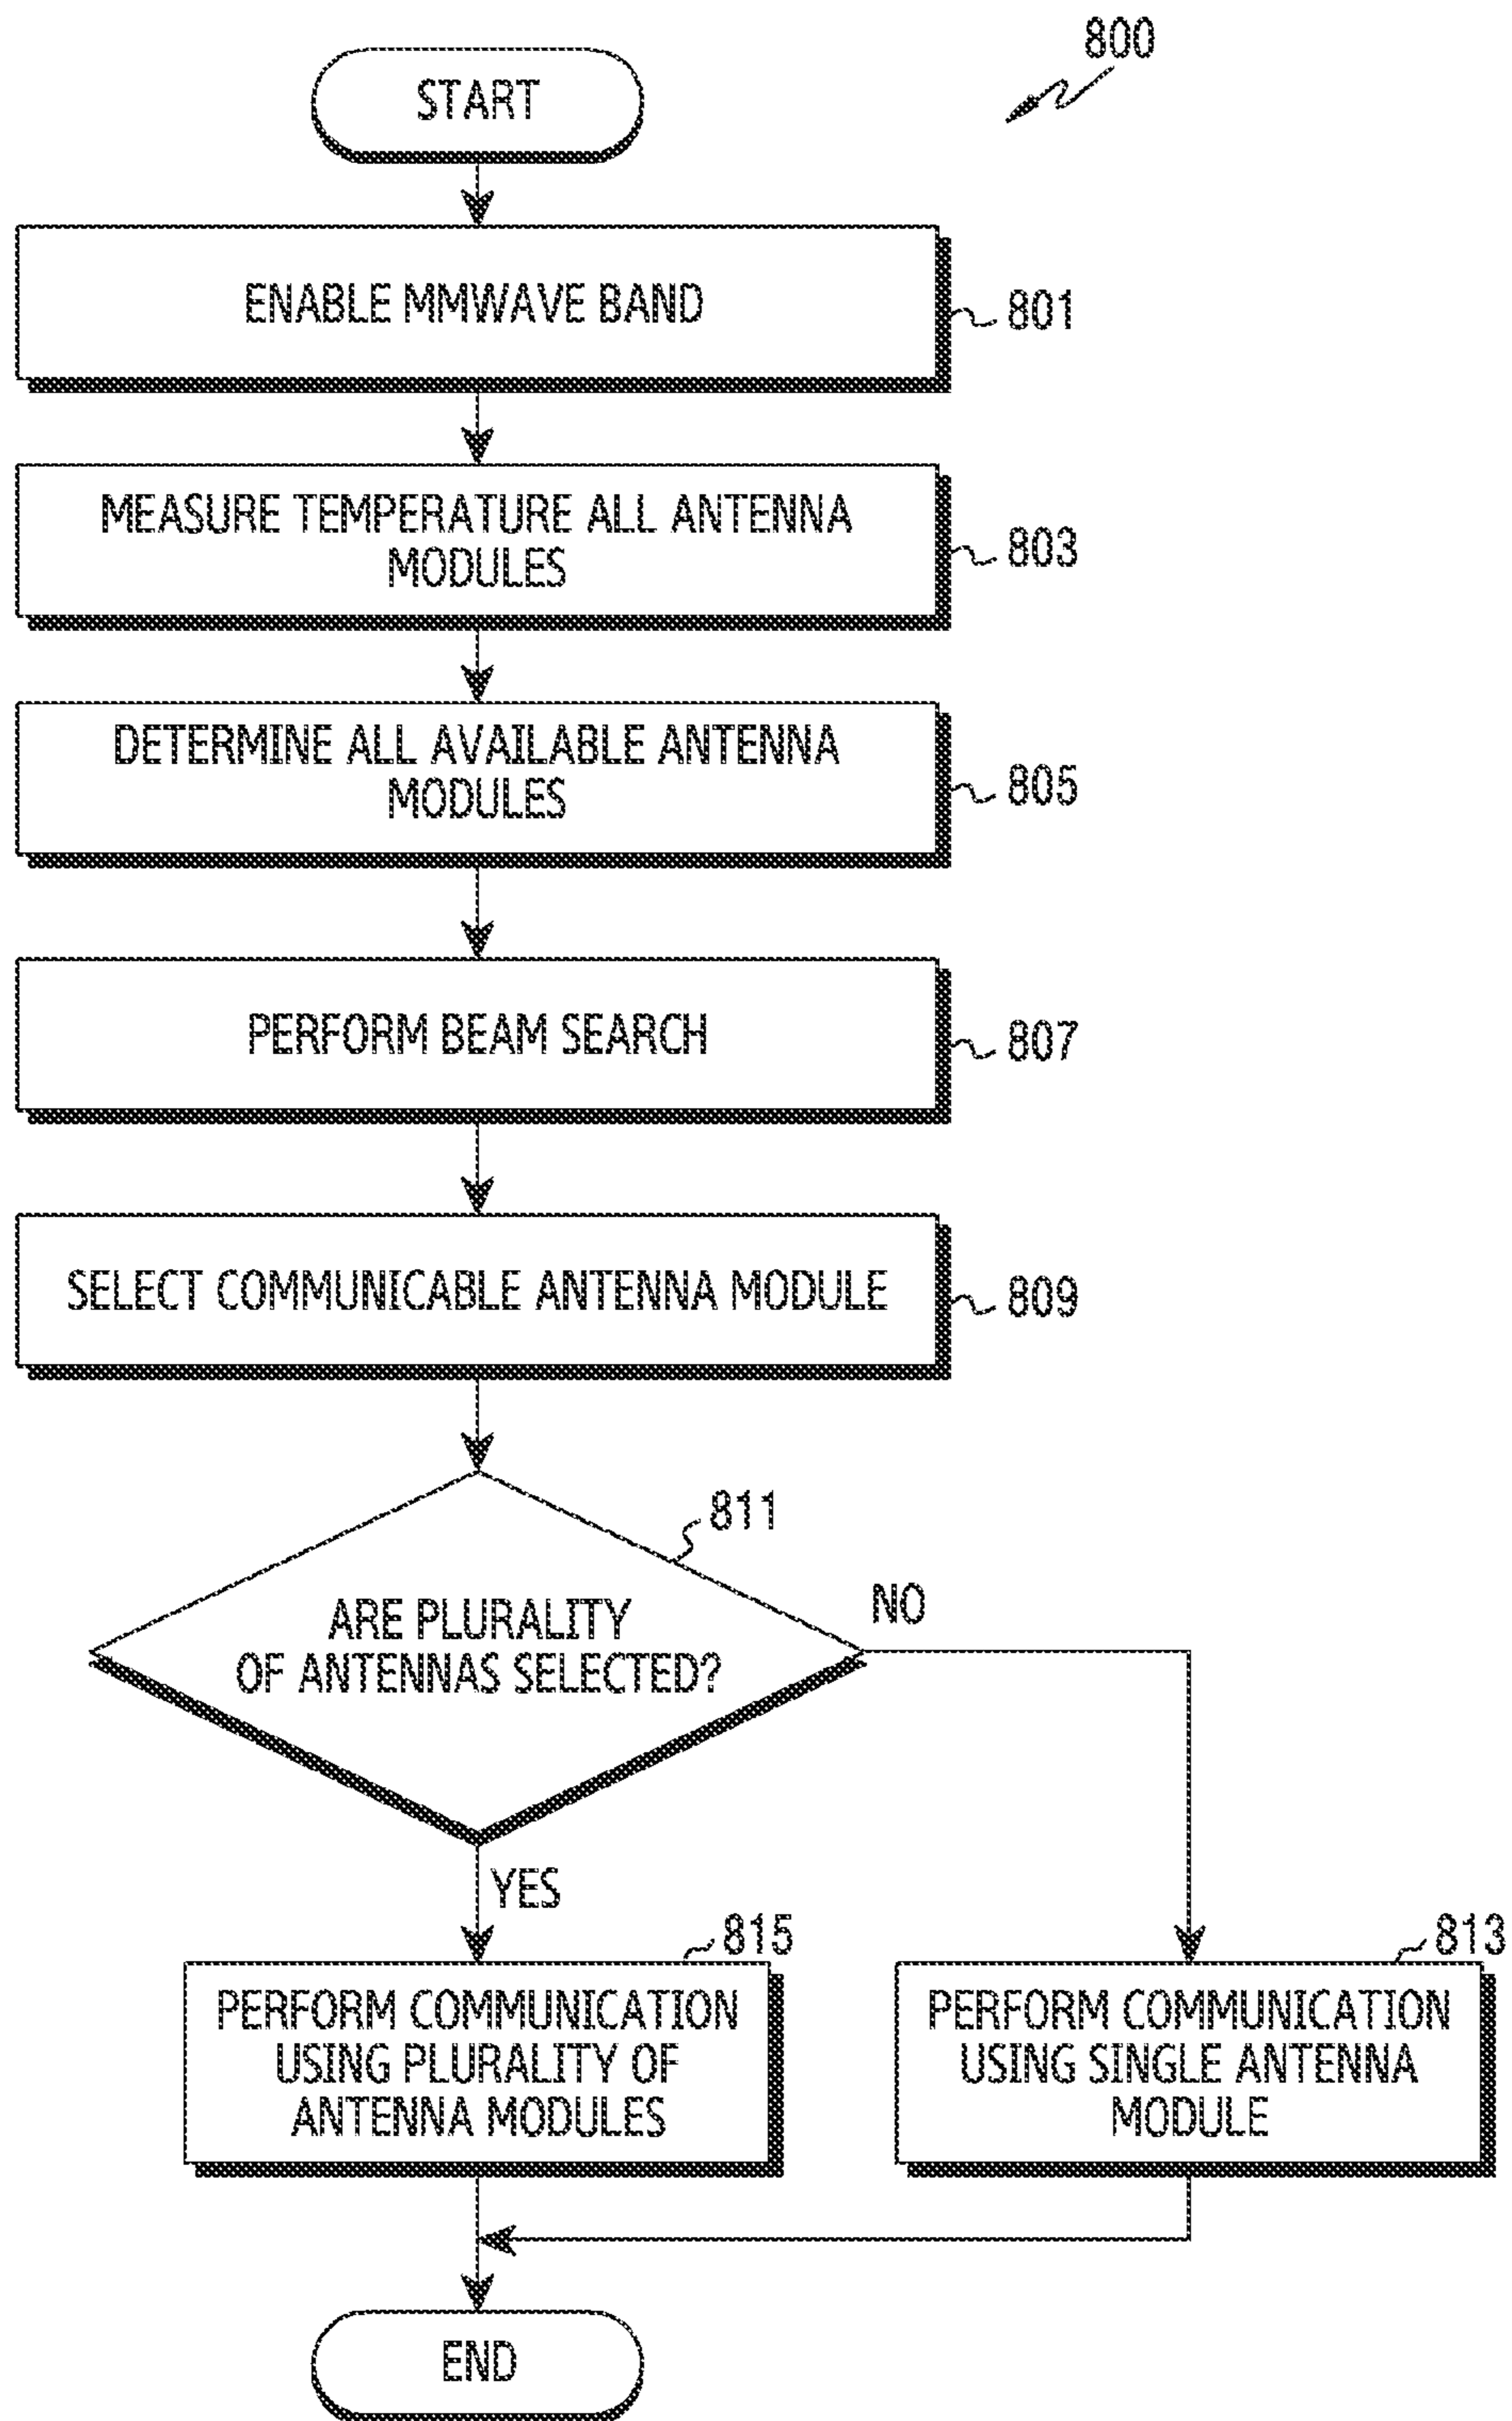 800
START
ENABLE MMWAVE BAND
801
MEASURE TEMPERATURE ALL ANTENNA
MODULES
803
DETERMINE ALL AVAILABLE ANTENNA
MODULES
805
PERFORM BEAM SEARCH
807
SELECT COMMUNICABLE ANTENNA MODULE
809
811
ARE PLURALITY
OF ANTENNAS SELECTED?
NO
YES
815
PERFORM COMMUNICATION
USING PLURALITY OF
ANTENNA MODULES
813
PERFORM COMMUNICATION
USING SINGLE ANTENNA
MODULE
END